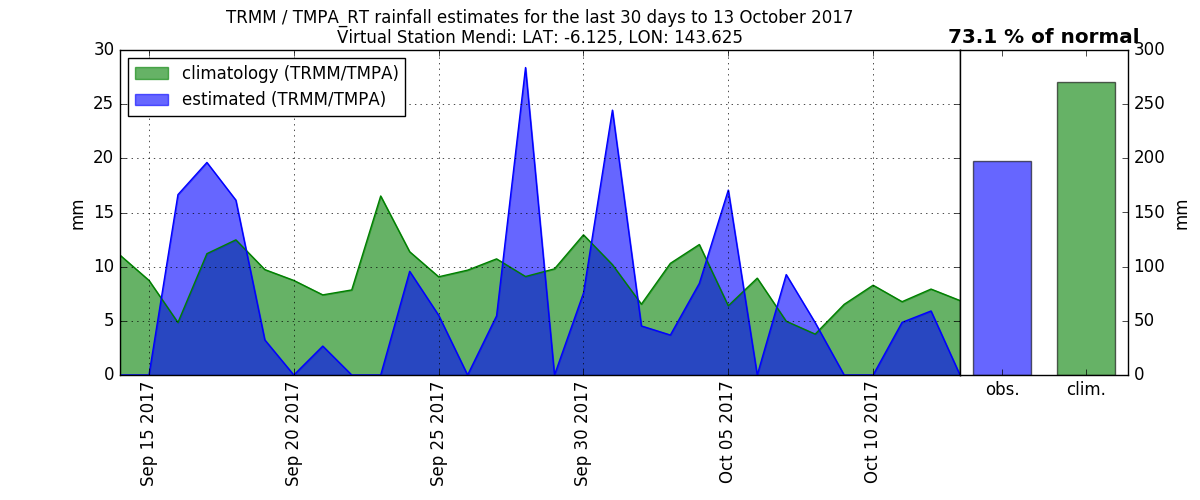 TRMM / TMPA_RT rainfall estimates for the last 30 days to 13 October 2017
Virtual Station Mendi: LAT: -6.125, LON: 143.625
73.1 % of normal
climatology (TRMM/TMPA)
estimated (TRMM/TMPA)
30
25
20
15
10
5
0
mm
300
250
200
150
100
50
0
mm
Sep 15 2017
Sep 20 2017
Sep 25 2017
Sep 30 2017
Oct 05 2017
Oct 10 2017
obs.
clim.